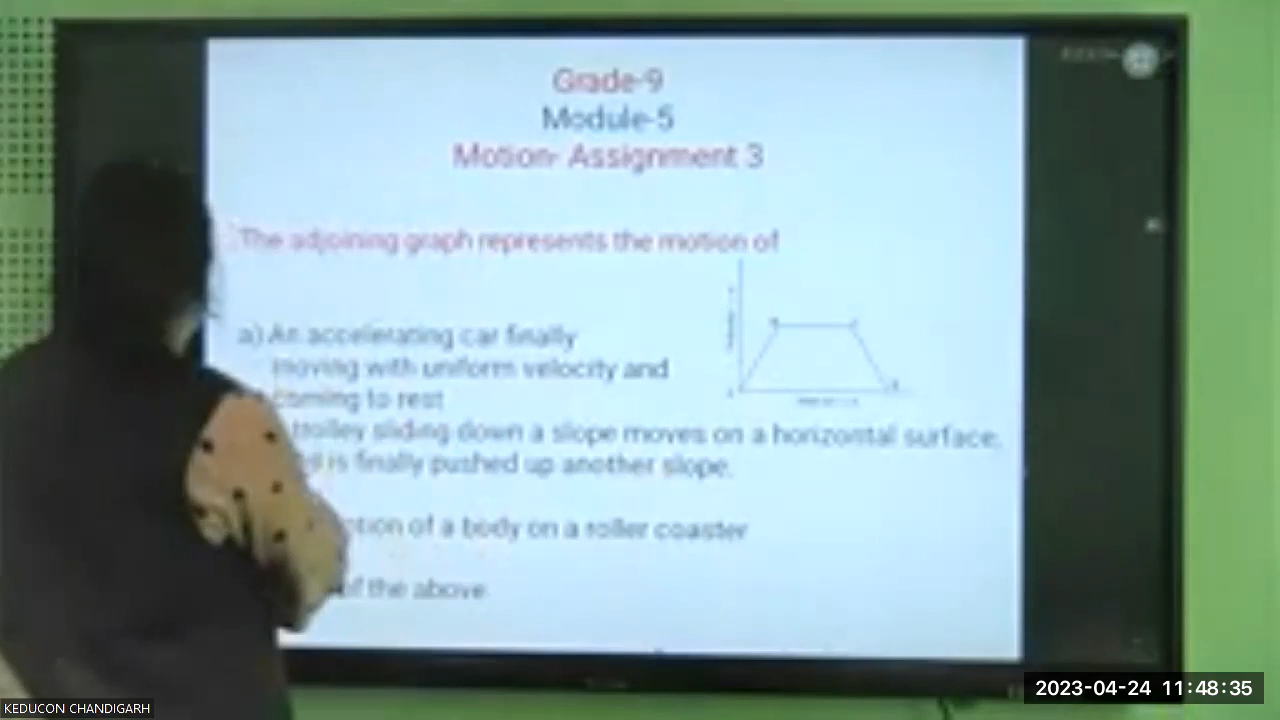 Grade-9
Module-5
Motion- Assignment 3
The adjoining graph represents the motion of
a) An accelerating car finally
moving with uniform velocity and
coming to rest
trolley sliding down a slope moves on a horizontal surface,
is finally pushed up another slope.
of a body on a roller coaster
of the above
KEDUCON CHANDIGARH
2023-04-24 11:48:35